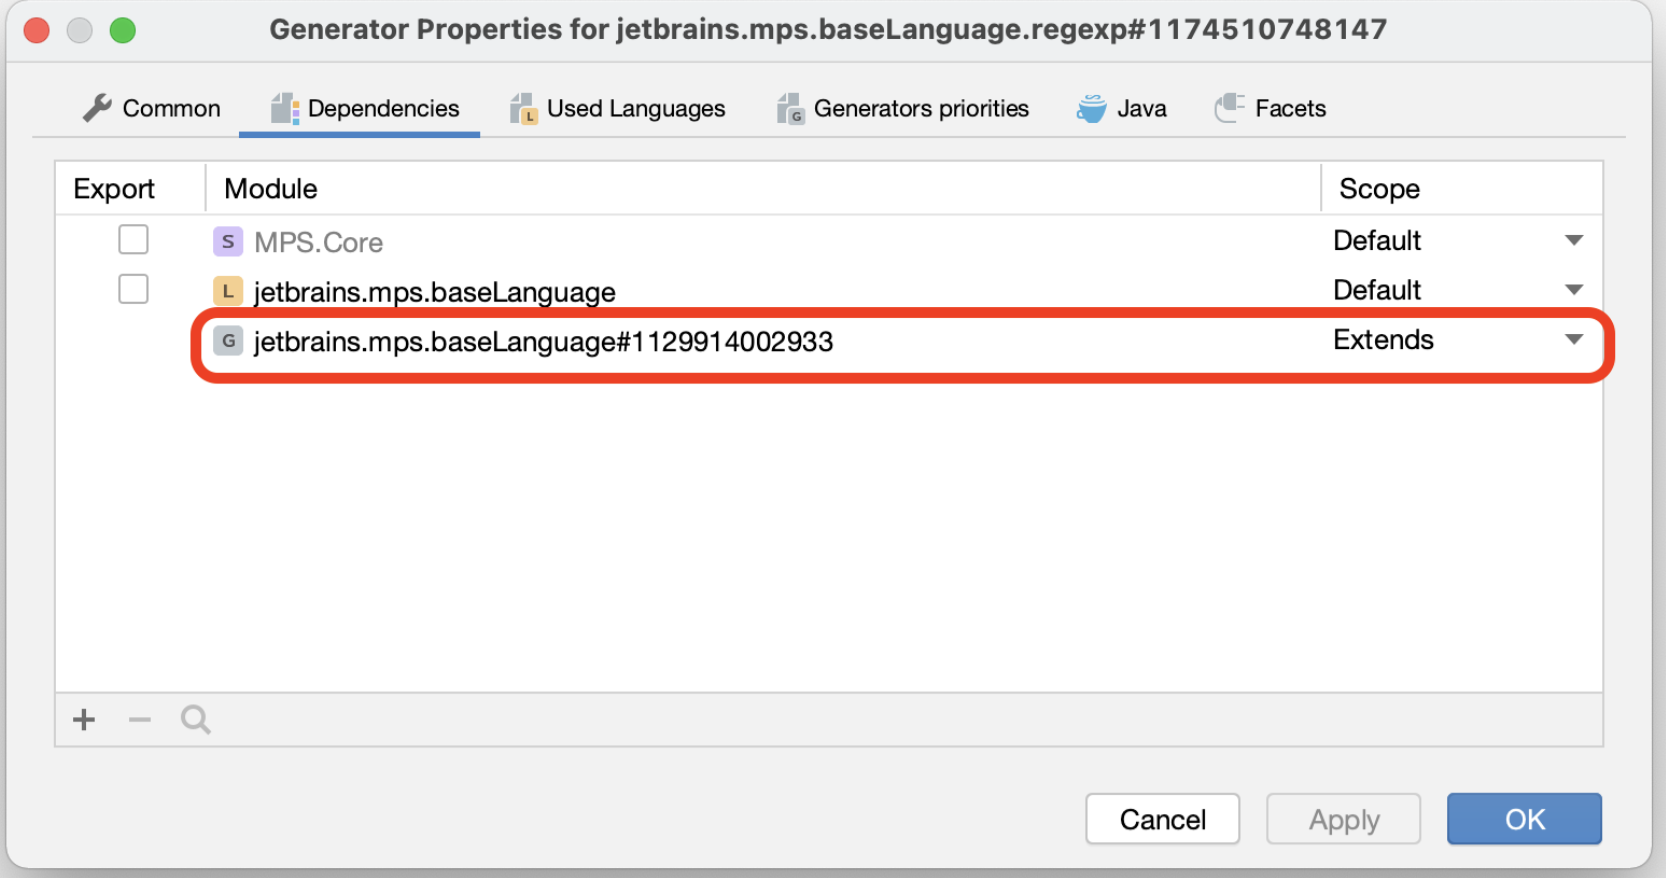 Generator Properties for jetbrains.mps.baseLanguage.regexp#1174510748147
Common Dependencies L Used Languages G Generators priorities Java Facets
Export Module Scope
S MPS.Core Default
L jetbrains.mps.baseLanguage Default
G jetbrains.mps.baseLanguage#1129914002933 Extends
Cancel Apply OK